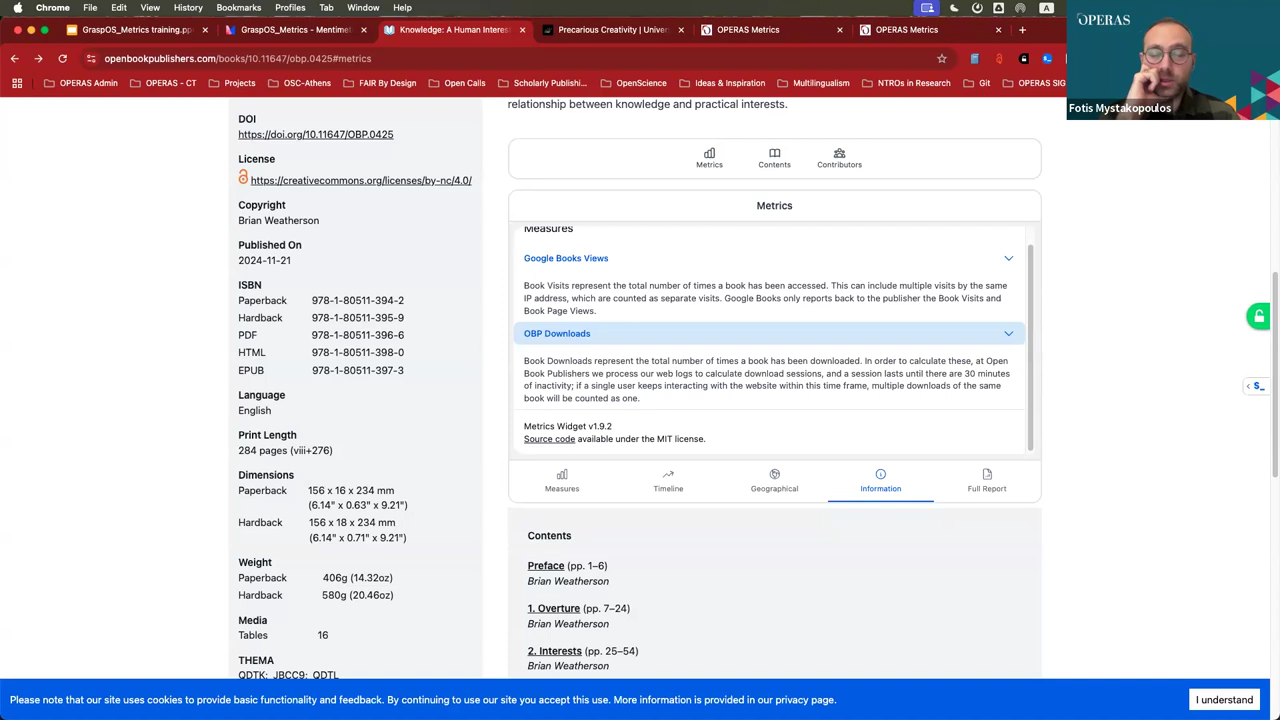 Chrome File Edit View History Bookmarks Profiles Tab Window Help
GraspOS_Metrics training.pp
GraspOS_Metrics - Mentimet
Knowledge: A Human Interes
Precarious Creativity | Univer
OPERAS Metrics
OPERAS Metrics
openbookpublishers.com/books/10.11647/obp.0425#metrics
OPERAS Admin
OPERAS - CT
Projects
OSC-Athens
FAIR By Design
Open Calls
Scholarly Publishi...
OpenScience
Ideas & Inspiration
Multilingualism
NTROs in Research
Git
OPERAS SIG
OPERAS
Fotis Mystakopoulos
relationship between knowledge and practical interests.
DOI
https://doi.org/10.11647/OBP.0425
License
https://creativecommons.org/licenses/by-nc/4.0/
Copyright
Brian Weatherson
Published On
2024-11-21
ISBN
Paperback 978-1-80511-394-2
Hardback 978-1-80511-395-9
PDF 978-1-80511-396-6
HTML 978-1-80511-398-0
EPUB 978-1-80511-397-3
Language
English
Print Length
284 pages (viii+276)
Dimensions
Paperback 156 x 16 x 234 mm
(6.14" x 0.63" x 9.21")
Hardback 156 x 18 x 234 mm
(6.14" x 0.71" x 9.21")
Weight
Paperback 406g (14.32oz)
Hardback 580g (20.46oz)
Media
Tables 16
THEMA
QDTK; JBCC9; QDTL
Metrics
Contents
Contributors
Metrics
Measures
Google Books Views
Book Visits represent the total number of times a book has been accessed. This can include multiple visits by the same
IP address, which are counted as separate visits. Google Books only reports back to the publisher the Book Visits and
Book Page Views.
OBP Downloads
Book Downloads represent the total number of times a book has been downloaded. In order to calculate these, at Open
Book Publishers we process our web logs to calculate download sessions, and a session lasts until there are 30 minutes
of inactivity; if a single user keeps interacting with the website within this time frame, multiple downloads of the same
book will be counted as one.
Metrics Widget v1.9.2
Source code available under the MIT license.
Measures
Timeline
Geographical
Information
Full Report
Contents
Preface (pp. 1–6)
Brian Weatherson
1. Overture (pp. 7–24)
Brian Weatherson
2. Interests (pp. 25–54)
Brian Weatherson
S_
Please note that our site uses cookies to provide basic functionality and feedback. By continuing to use our site you accept this use. More information is provided in our privacy page.
I understand